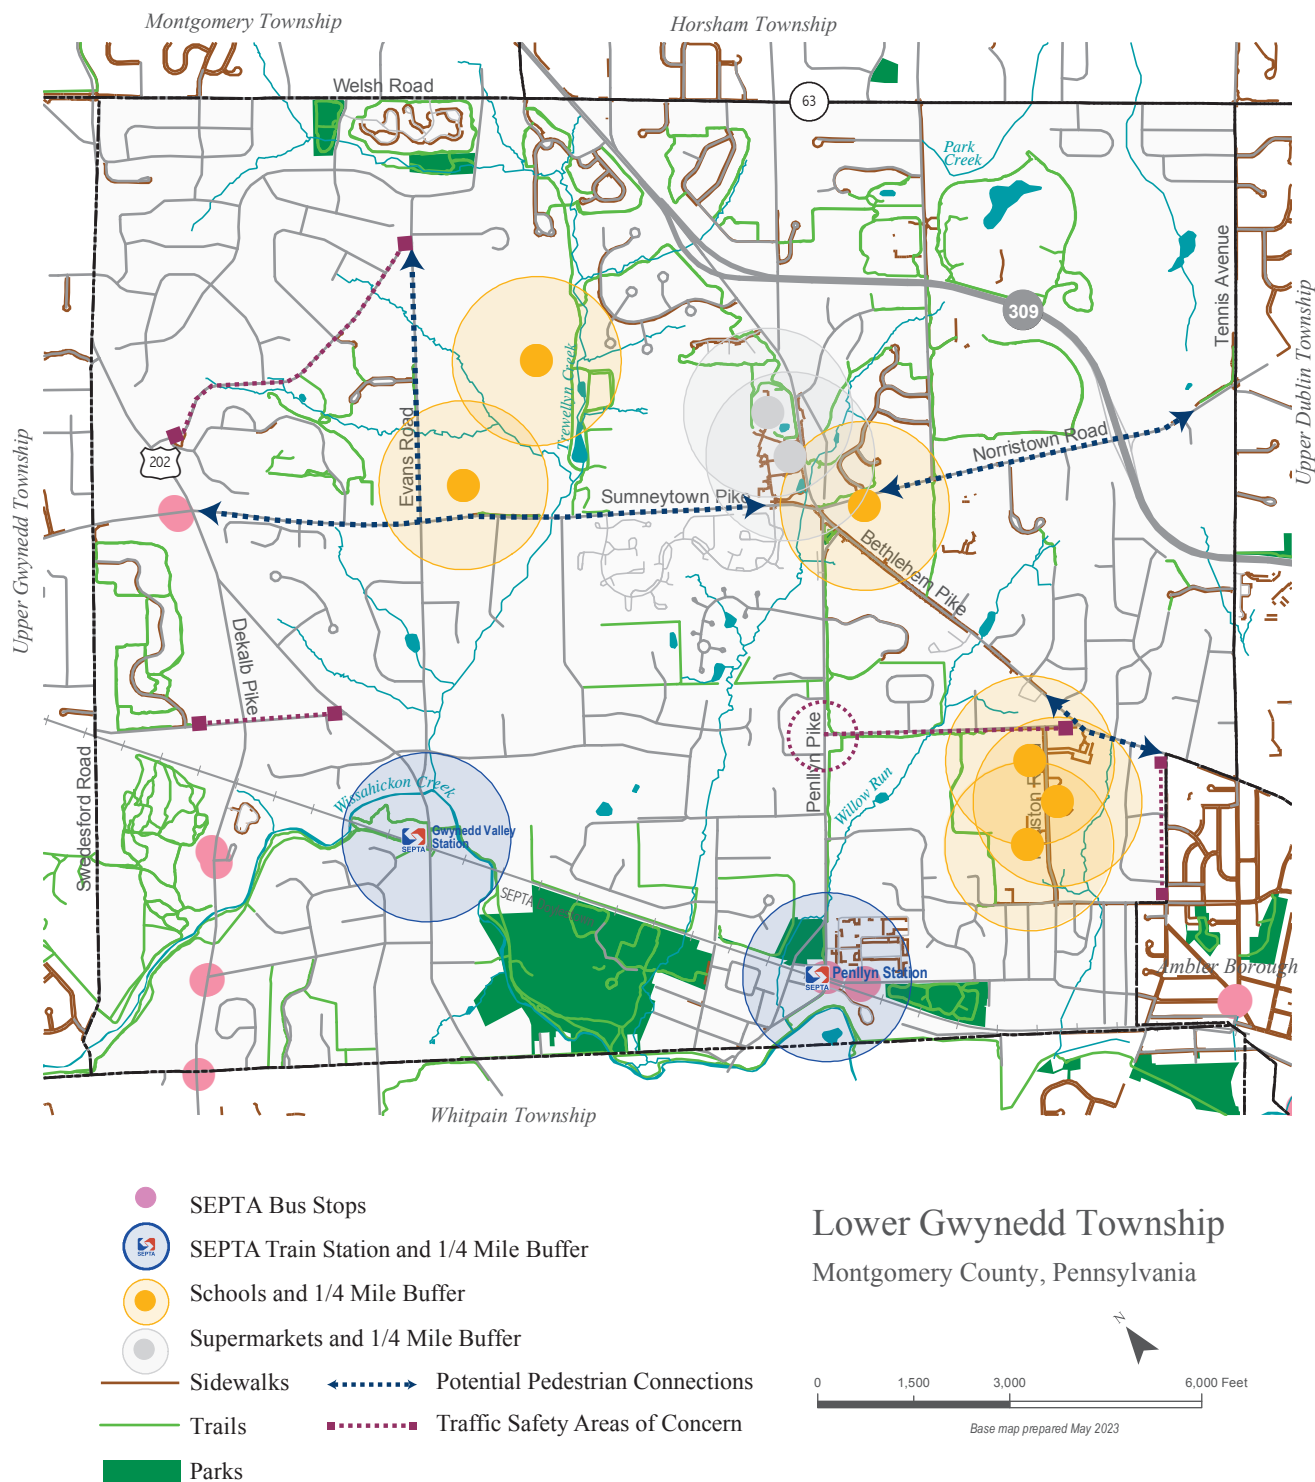 Montgomery Township
Horsham Township
Welsh Road
63
Park
Creek
Tennis Avenue
309
Upper Dublin Township
Trewellyn Creek
Evans Road
Norristown Road
202
Sumneytown Pike
Upper Gwynedd Township
Bethlehem Pike
Dekalb Pike
Penllyn Pike
Swedesford Road
Wissahickon Creek
Willow Run
Gwynedd Valley
Station
SEPTA
SEPTA
Penllyn Station
SEPTA
Ambler Borough
Whitpain Township
SEPTA Bus Stops
SEPTA
SEPTA Train Station and 1/4 Mile Buffer
Schools and 1/4 Mile Buffer
Supermarkets and 1/4 Mile Buffer
Sidewalks
Potential Pedestrian Connections
Trails
Traffic Safety Areas of Concern
Parks
Lower Gwynedd Township
Montgomery County, Pennsylvania
N
0 1,500 3,000 6,000 Feet
Base map prepared May 2023